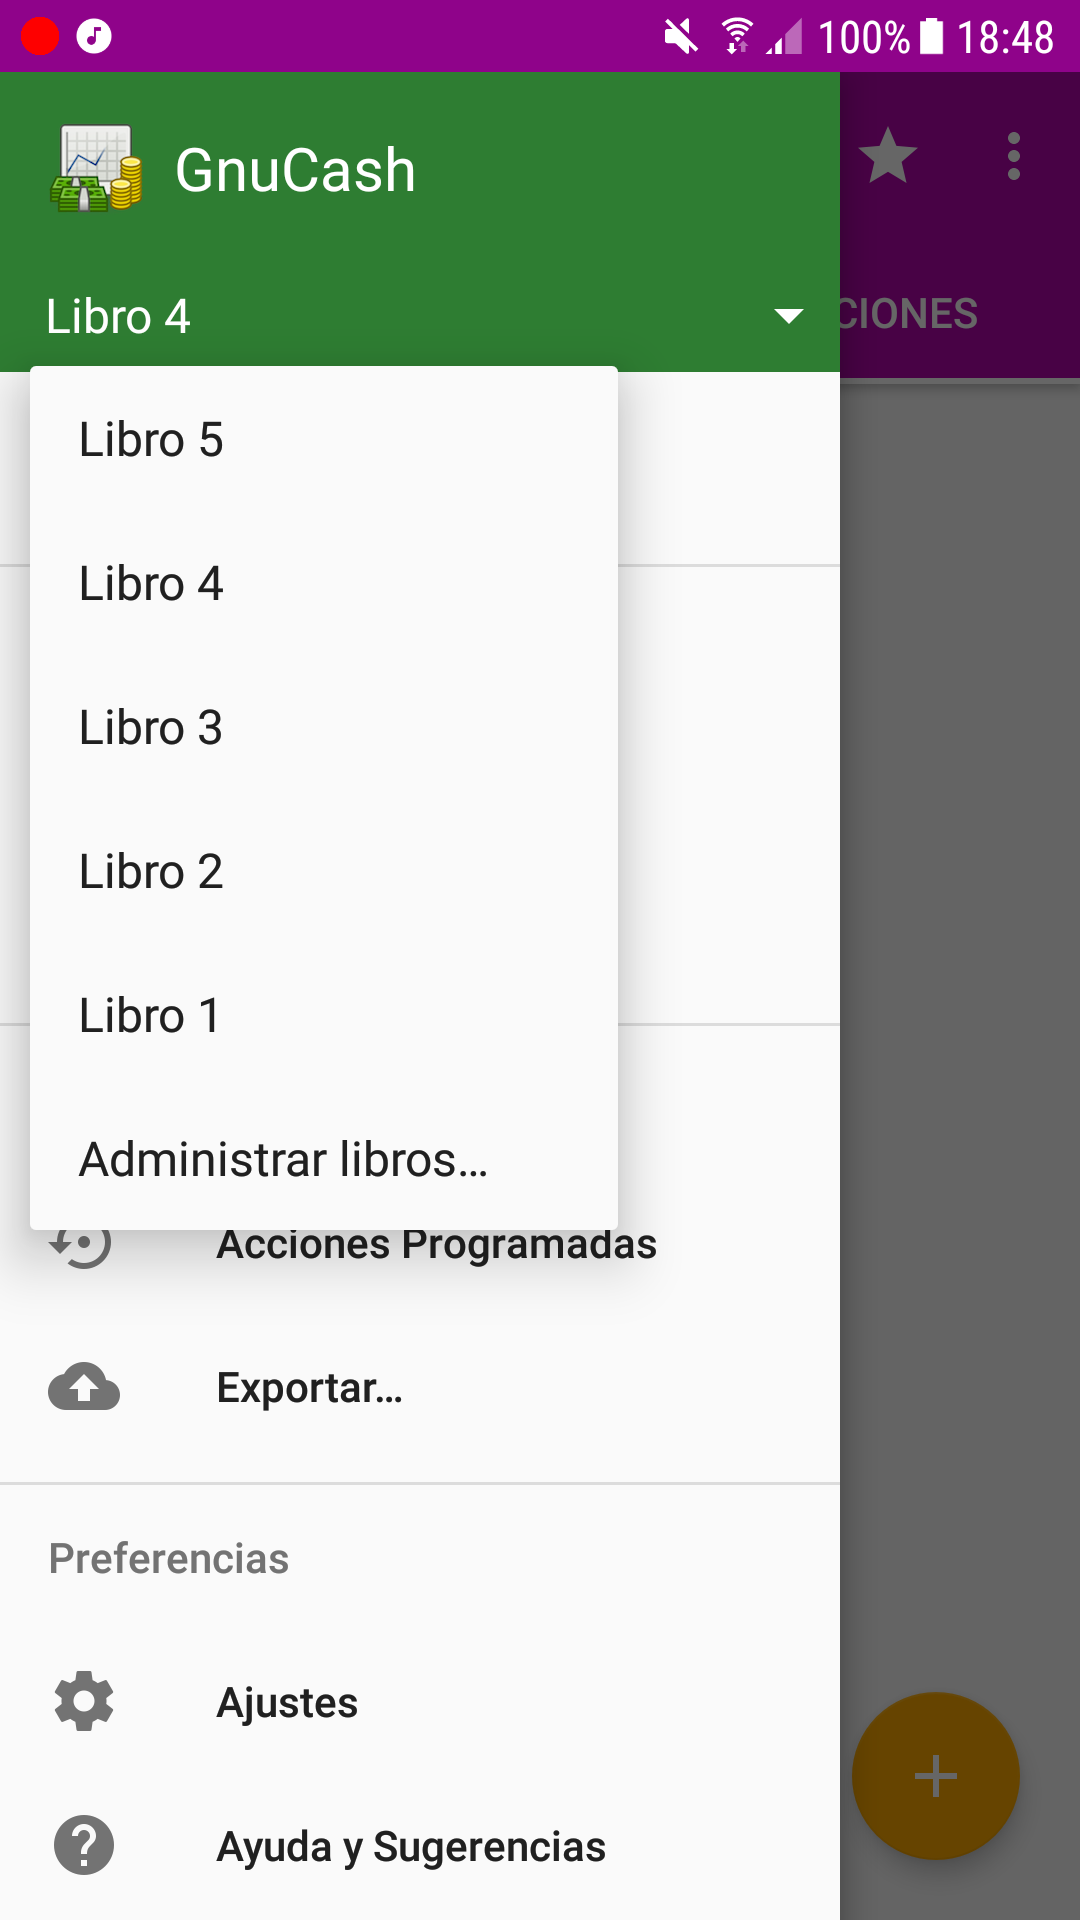 100% 18:48
GnuCash
Libro 4
CIONES
Libro 5
Libro 4
Libro 3
Libro 2
Libro 1
Administrar libros...
Acciones Programadas
Exportar...
Preferencias
Ajustes
Ayuda y Sugerencias